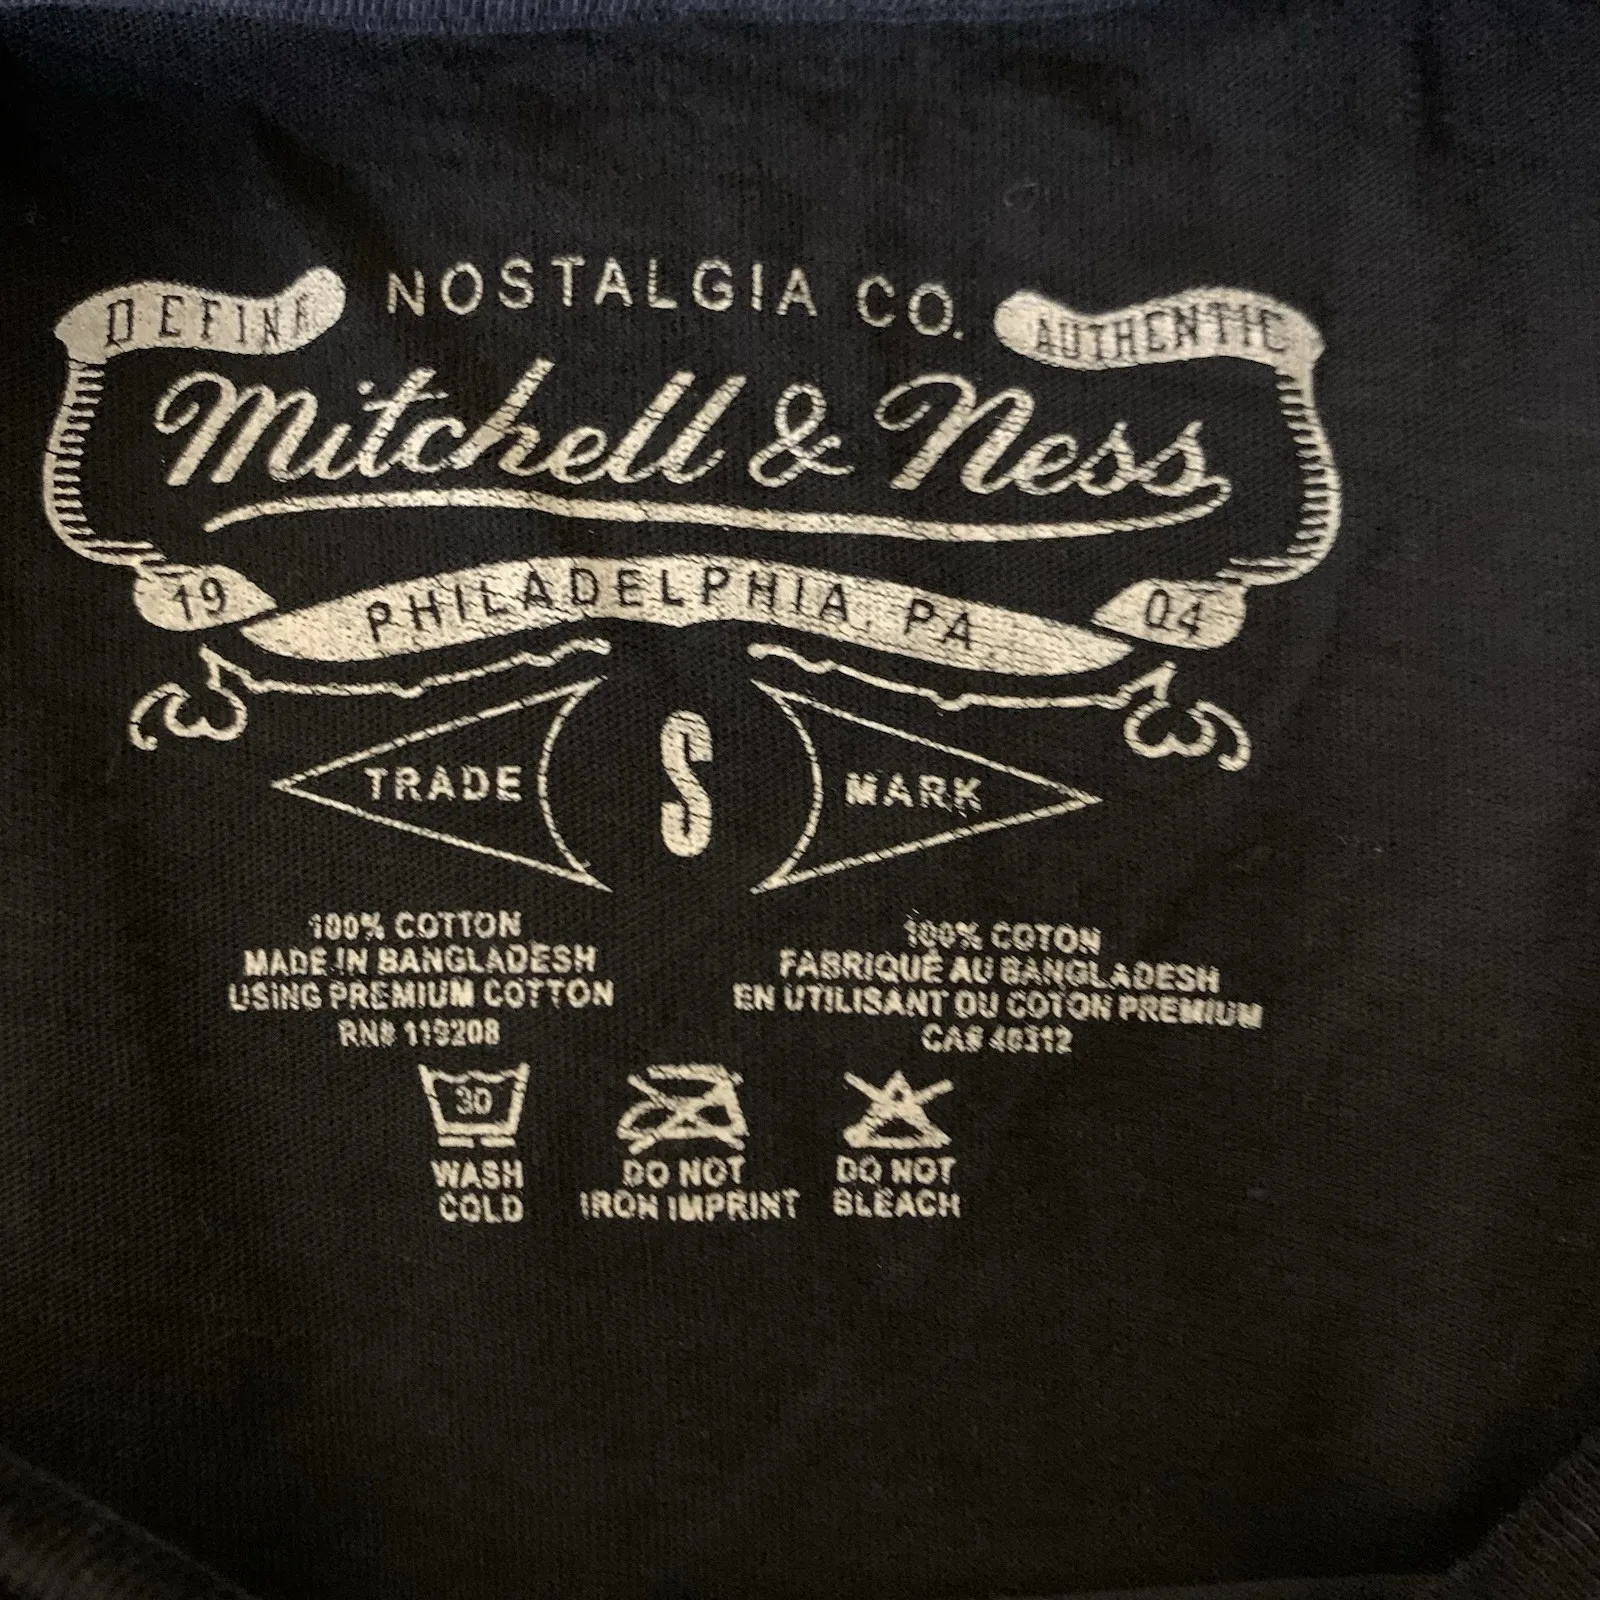 NOSTALGIA CO.
DEFINE
AUTHENTIC
Mitchell & Ness
19
PHILADELPHIA, PA.
04
TRADE
S
MARK
100% COTTON
MADE IN BANGLADESH
USING PREMIUM COTTON
RN# 119208
100% COTON
FABRIQUÉ AU BANGLADESH
EN UTILISANT DU COTON PREMIUM
CA# 40312
30
WASH
COLD
DO NOT
IRON IMPRINT
DO NOT
BLEACH